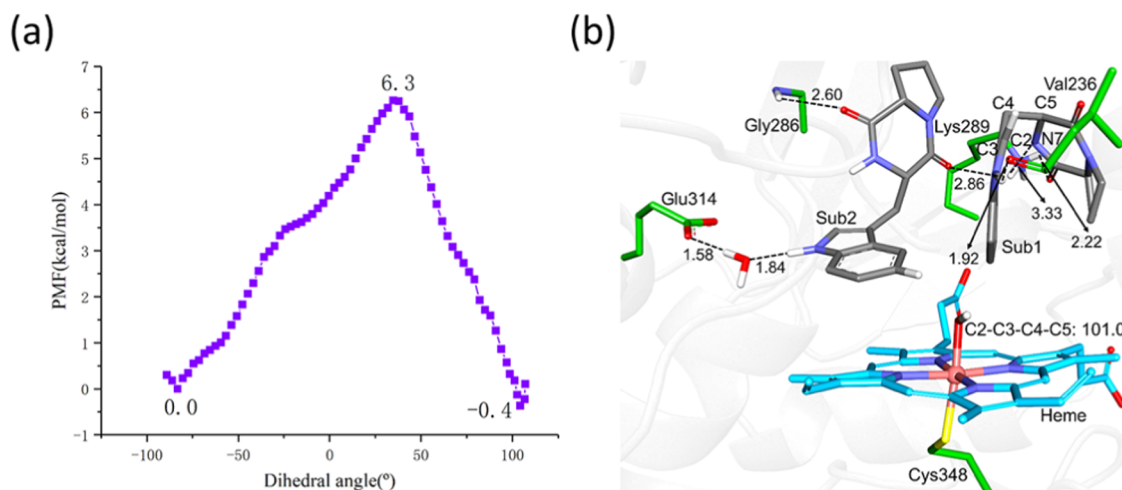 (a)
(b)
7
6
5
4
3
2
1
0
-1
PMF(kcal/mol)
6.3
0.0
-0.4
-100
-50
0
50
100
Dihedral angle(º)
2.60
Gly286
Val236
C4
C5
Lys289
C3
C2
N7
2.86
Glu314
3.33
Sub2
Sub1
2.22
1.58
1.84
1.92
C2-C3-C4-C5: 101.0
Heme
Cys348